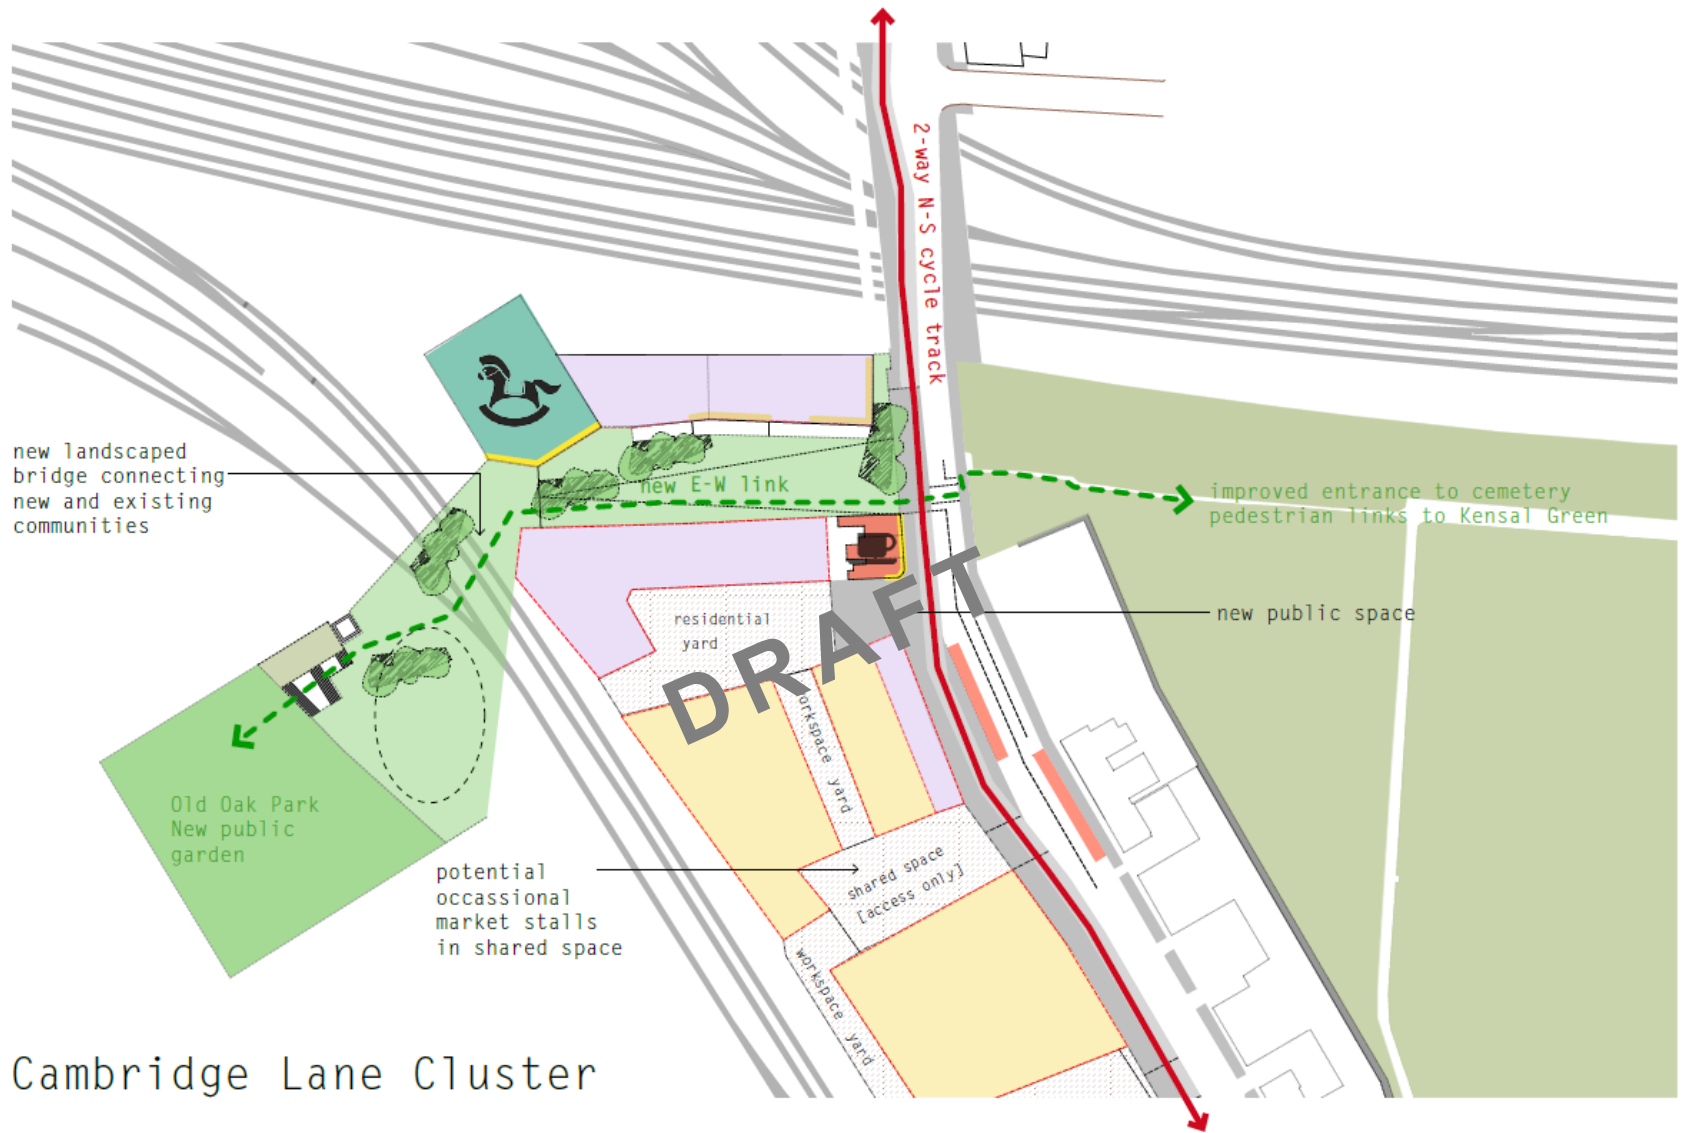 2-way N-S cycle track
new landscaped
bridge connecting
new and existing
communities
new E-W link
improved entrance to cemetery
pedestrian links to Kensal Green
new public space
residential
yard
DRAFT
workspace yard
Old Oak Park
New public
garden
potential
occassional
market stalls
in shared space
shared space
[access only]
workspace yard
Cambridge Lane Cluster